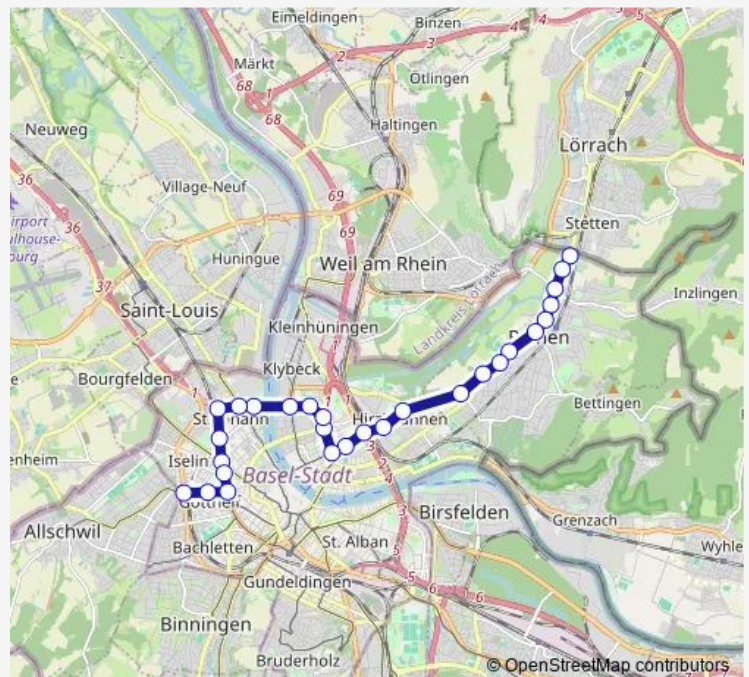 Eimeldingen
Binzen
Märkt
Ötlingen
Haltingen
Neuweg
Lörrach
Village-Neuf
Stetten
Huningue
Weil am Rhein
Inzlingen
Saint-Louis
Kleinhüningen
Klybeck
Bourgfelden
Bettingen
Iselin
Basel-Stadt
Birsfelden
Grenzach
Allschwil
Bachletten
St. Alban
Gundeldingen
Binningen
Bruderholz
© OpenStreetMap contributors